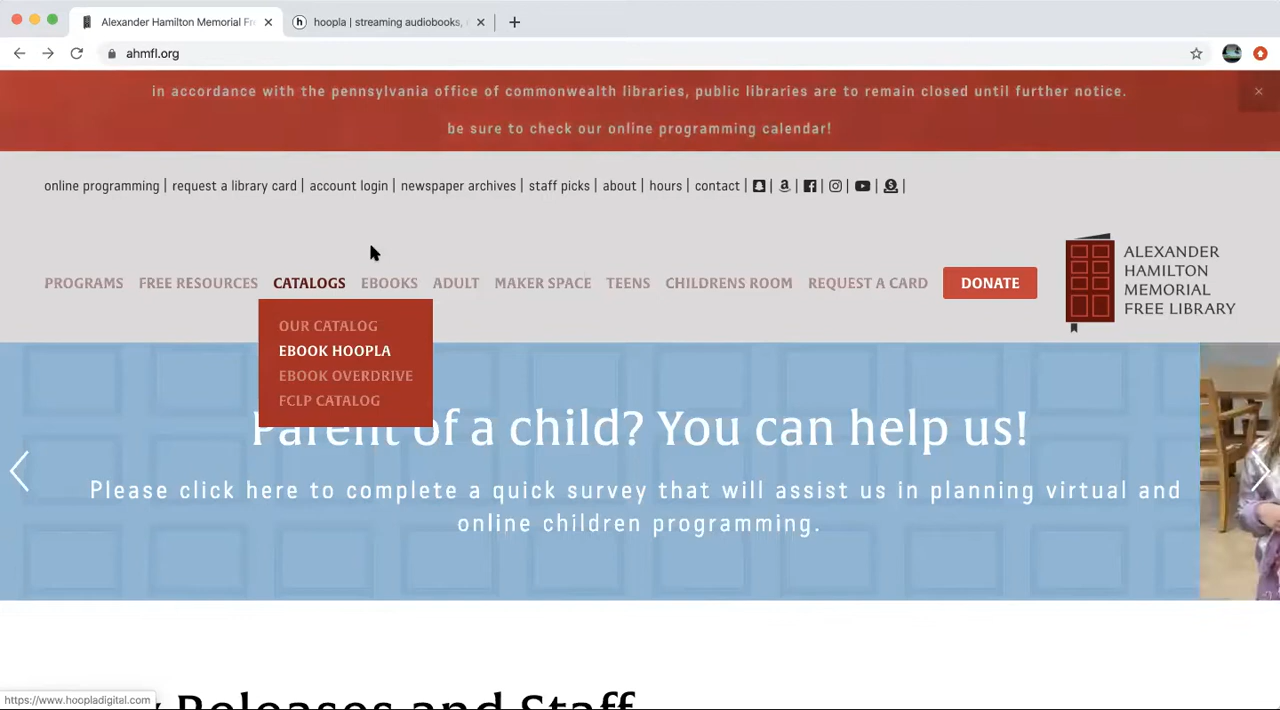 Alexander Hamilton Memorial Fre
hoopla | streaming audiobooks,
ahmfl.org
in accordance with the pennsylvania office of commonwealth libraries, public libraries are to remain closed until further notice.
be sure to check our online programming calendar!
online programming | request a library card | account login | newspaper archives | staff picks | about | hours | contact |
PROGRAMS FREE RESOURCES CATALOGS EBOOKS ADULT MAKER SPACE TEENS CHILDRENS ROOM REQUEST A CARD DONATE
ALEXANDER
HAMILTON
MEMORIAL
FREE LIBRARY
OUR CATALOG
EBOOK HOOPLA
EBOOK OVERDRIVE
FCLP CATALOG
Parent of a child? You can help us!
Please click here to complete a quick survey that will assist us in planning virtual and
online children programming.
Releases and Staff
https://www.hoopladigital.com